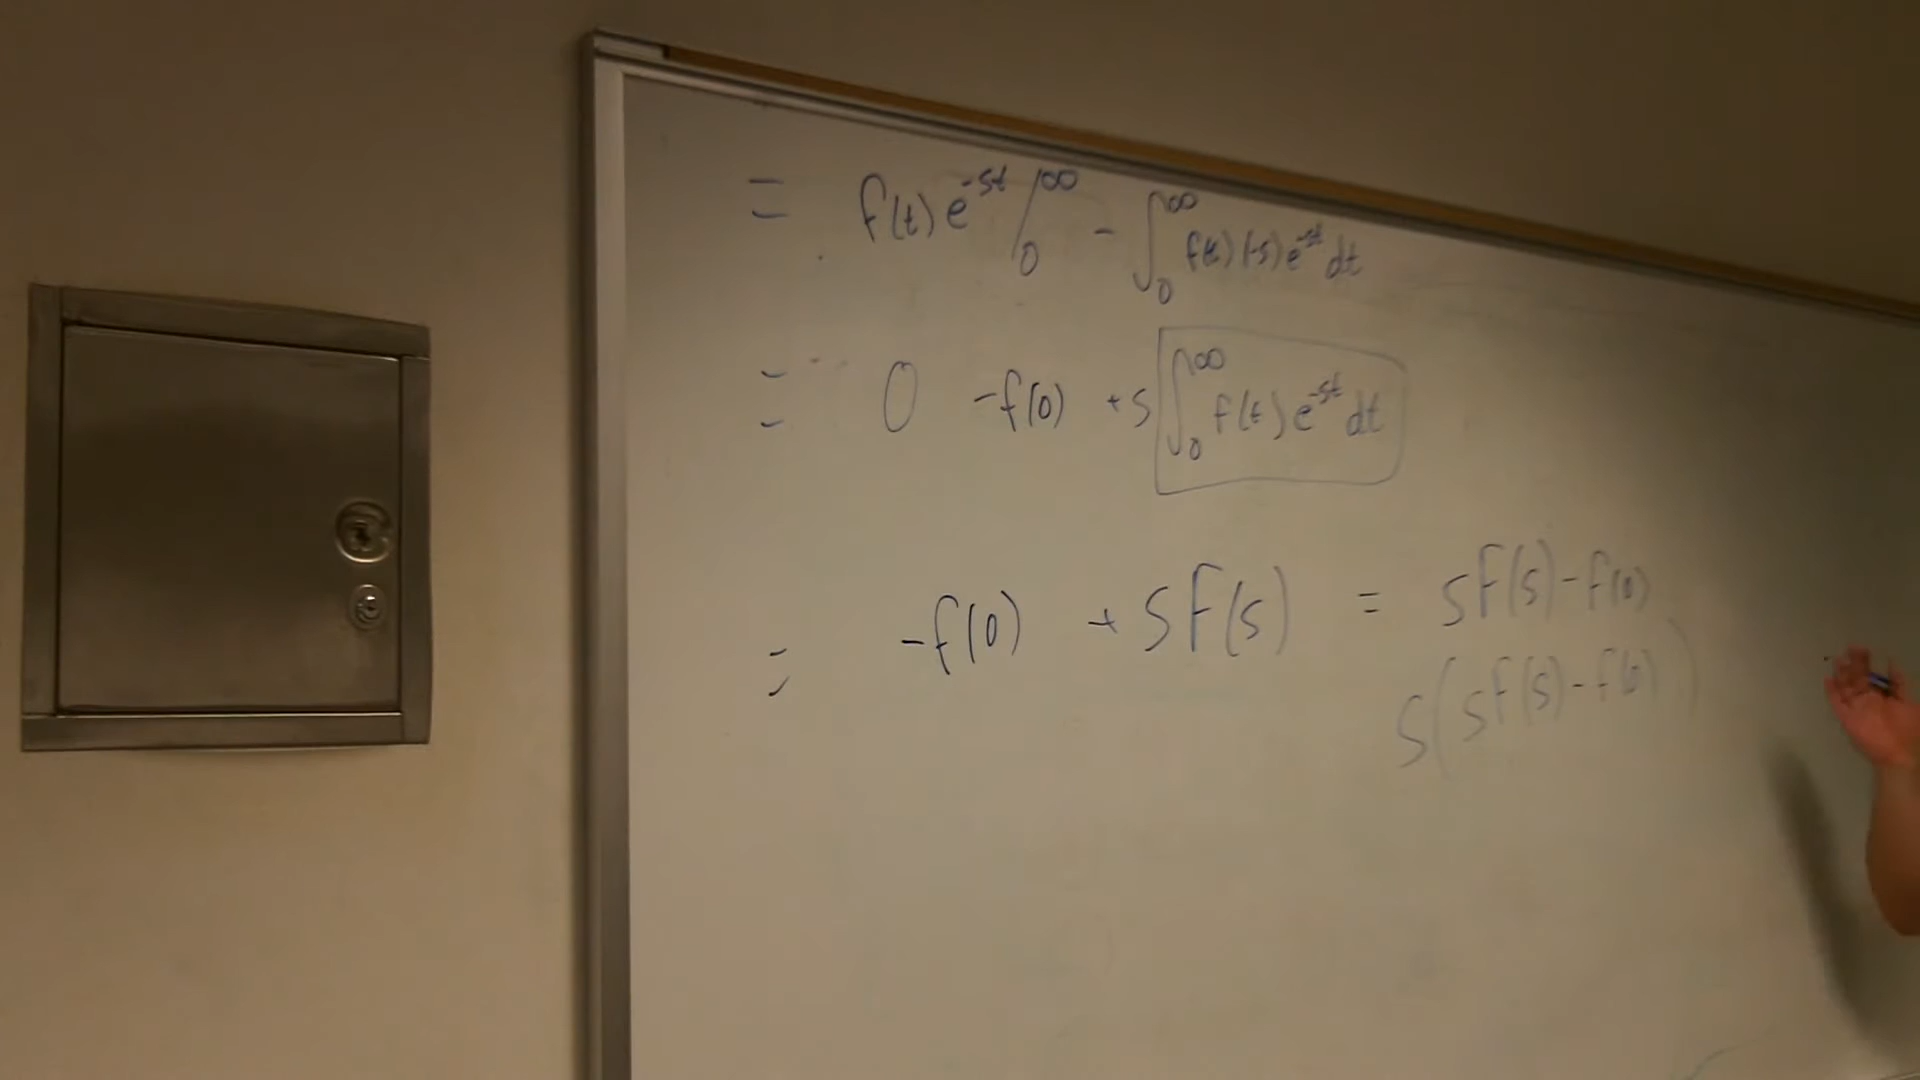 = f(t) e^{-st} |_0^∞ - ∫_0^∞ f(t) (-s) e^{-st} dt
= 0 -f(0) + s ∫_0^∞ f(t) e^{-st} dt
= -f(0) + sF(s) = sF(s) - f(0)
s(sF(s) - f(0))